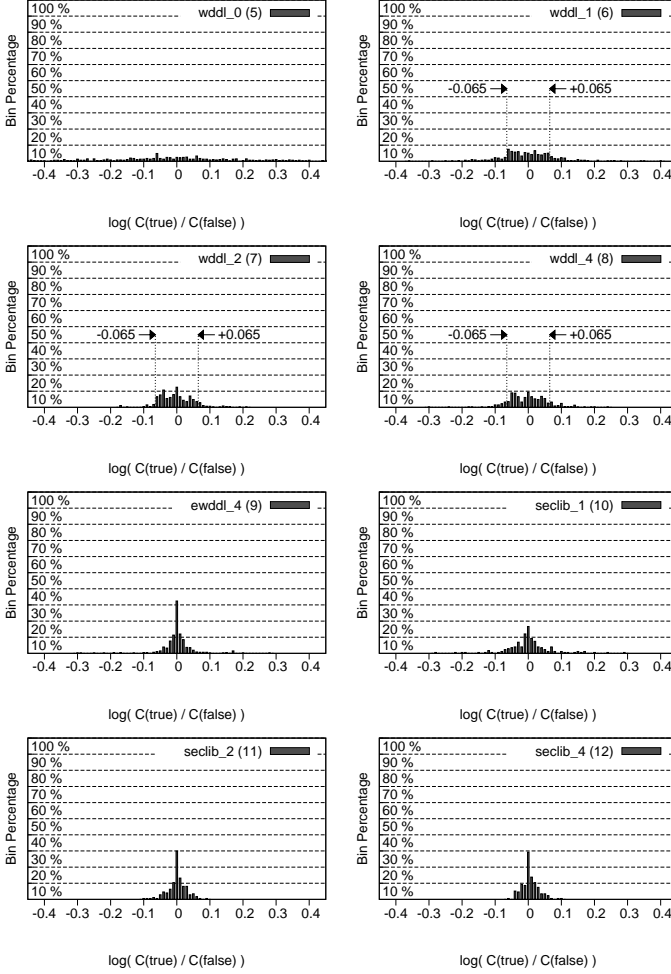 100 %
90 %
80 %
70 %
60 %
50 %
40 %
30 %
20 %
10 %
Bin Percentage
wddl_0 (5)
-0.4 -0.3 -0.2 -0.1 0 0.1 0.2 0.3 0.4
log( C(true) / C(false) )
100 %
90 %
80 %
70 %
60 %
50 %
40 %
30 %
20 %
10 %
Bin Percentage
wddl_1 (6)
-0.065
+0.065
-0.4 -0.3 -0.2 -0.1 0 0.1 0.2 0.3 0.4
log( C(true) / C(false) )
100 %
90 %
80 %
70 %
60 %
50 %
40 %
30 %
20 %
10 %
Bin Percentage
wddl_2 (7)
-0.065
+0.065
-0.4 -0.3 -0.2 -0.1 0 0.1 0.2 0.3 0.4
log( C(true) / C(false) )
100 %
90 %
80 %
70 %
60 %
50 %
40 %
30 %
20 %
10 %
Bin Percentage
wddl_4 (8)
-0.065
+0.065
-0.4 -0.3 -0.2 -0.1 0 0.1 0.2 0.3 0.4
log( C(true) / C(false) )
100 %
90 %
80 %
70 %
60 %
50 %
40 %
30 %
20 %
10 %
Bin Percentage
ewddl_4 (9)
-0.4 -0.3 -0.2 -0.1 0 0.1 0.2 0.3 0.4
log( C(true) / C(false) )
100 %
90 %
80 %
70 %
60 %
50 %
40 %
30 %
20 %
10 %
Bin Percentage
seclib_1 (10)
-0.4 -0.3 -0.2 -0.1 0 0.1 0.2 0.3 0.4
log( C(true) / C(false) )
100 %
90 %
80 %
70 %
60 %
50 %
40 %
30 %
20 %
10 %
Bin Percentage
seclib_2 (11)
-0.4 -0.3 -0.2 -0.1 0 0.1 0.2 0.3 0.4
log( C(true) / C(false) )
100 %
90 %
80 %
70 %
60 %
50 %
40 %
30 %
20 %
10 %
Bin Percentage
seclib_4 (12)
-0.4 -0.3 -0.2 -0.1 0 0.1 0.2 0.3 0.4
log( C(true) / C(false) )